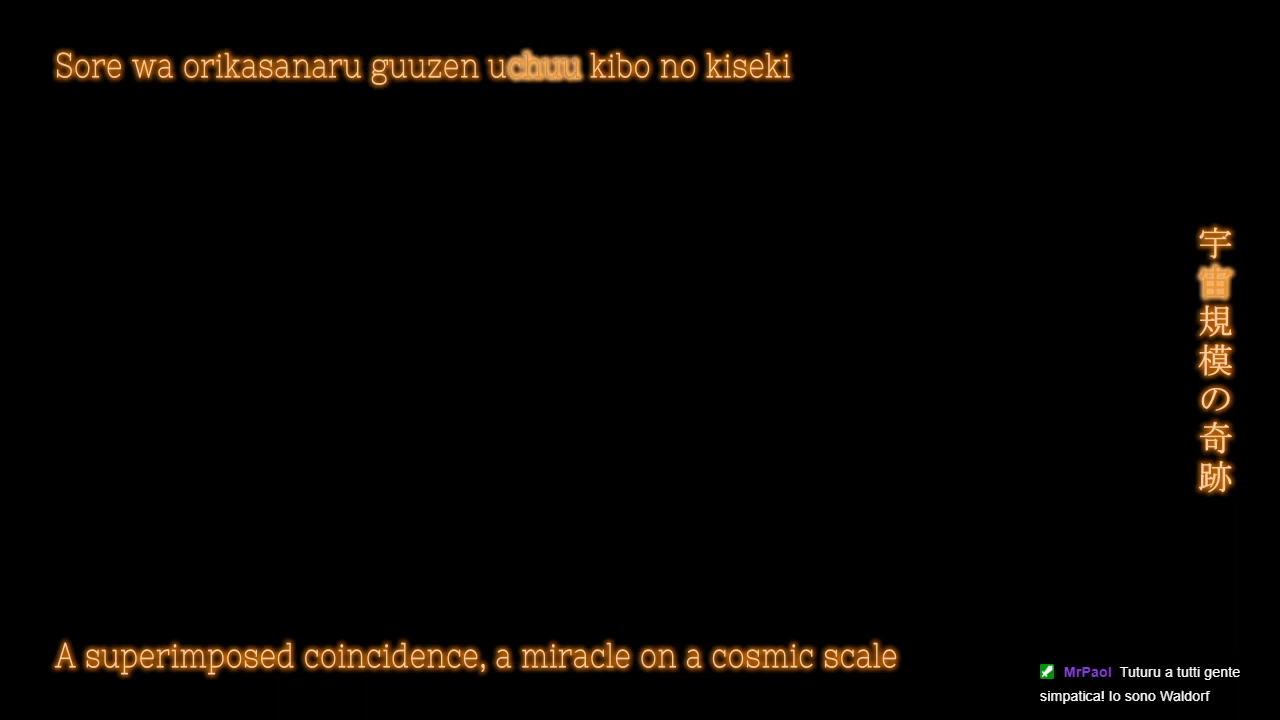 Sore wa orikasanaru guuzen uchuu kibo no kiseki
宇宙規模の奇跡
A superimposed coincidence, a miracle on a cosmic scale
MrPaol Tuturu a tutti gente
simpatica! Io sono Waldorf